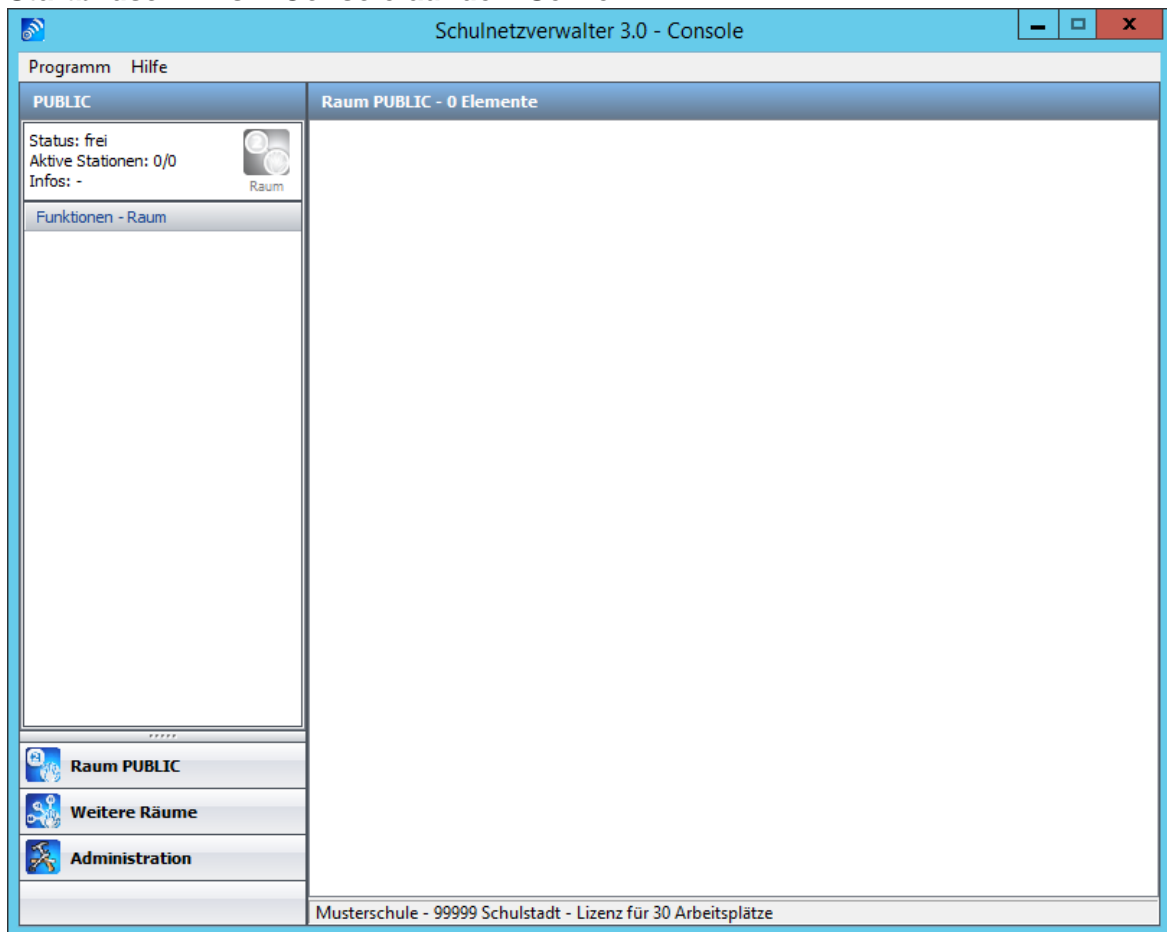 Schulnetzverwalter 3.0 - Console
Programm Hilfe
PUBLIC
Raum PUBLIC - 0 Elemente
Status: frei
Aktive Stationen: 0/0
Infos: -
Raum
Funktionen - Raum
Raum PUBLIC
Weitere Räume
Administration
Musterschule - 99999 Schulstadt - Lizenz für 30 Arbeitsplätze